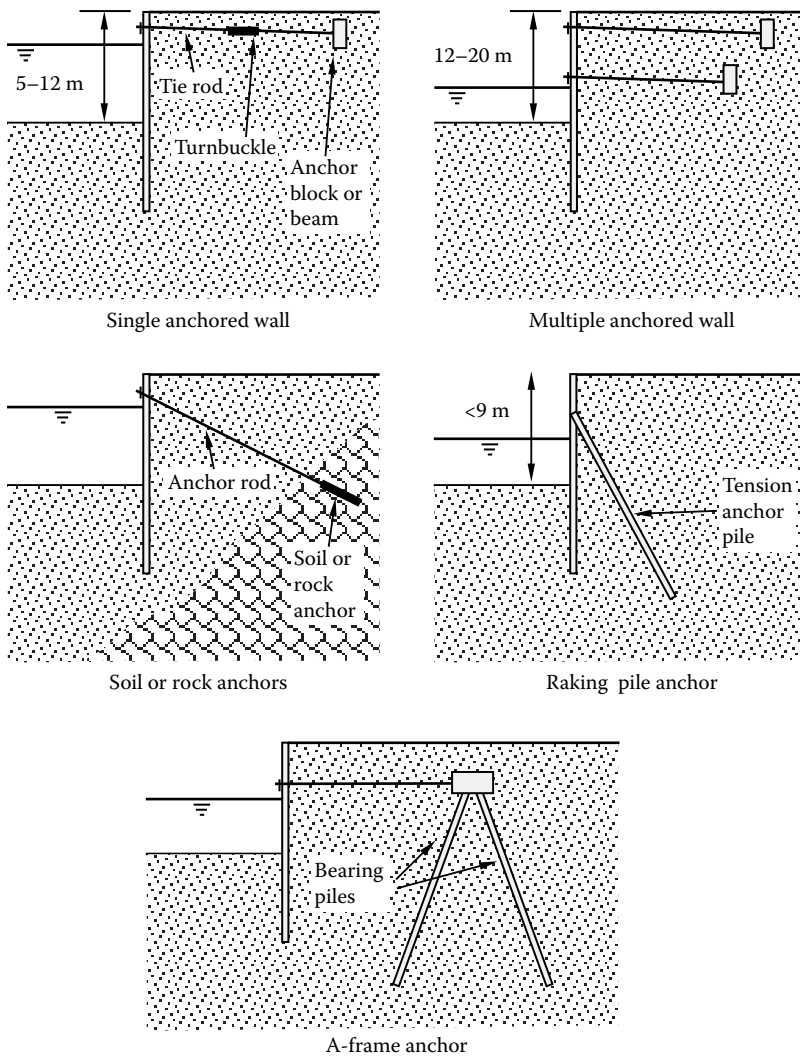 5–12 m
Tie rod
Turnbuckle
Anchor
block or
beam
Single anchored wall
12–20 m
Multiple anchored wall
Anchor rod
Soil or
rock
anchor
Soil or rock anchors
<9 m
Tension
anchor
pile
Raking pile anchor
Bearing
piles
A-frame anchor